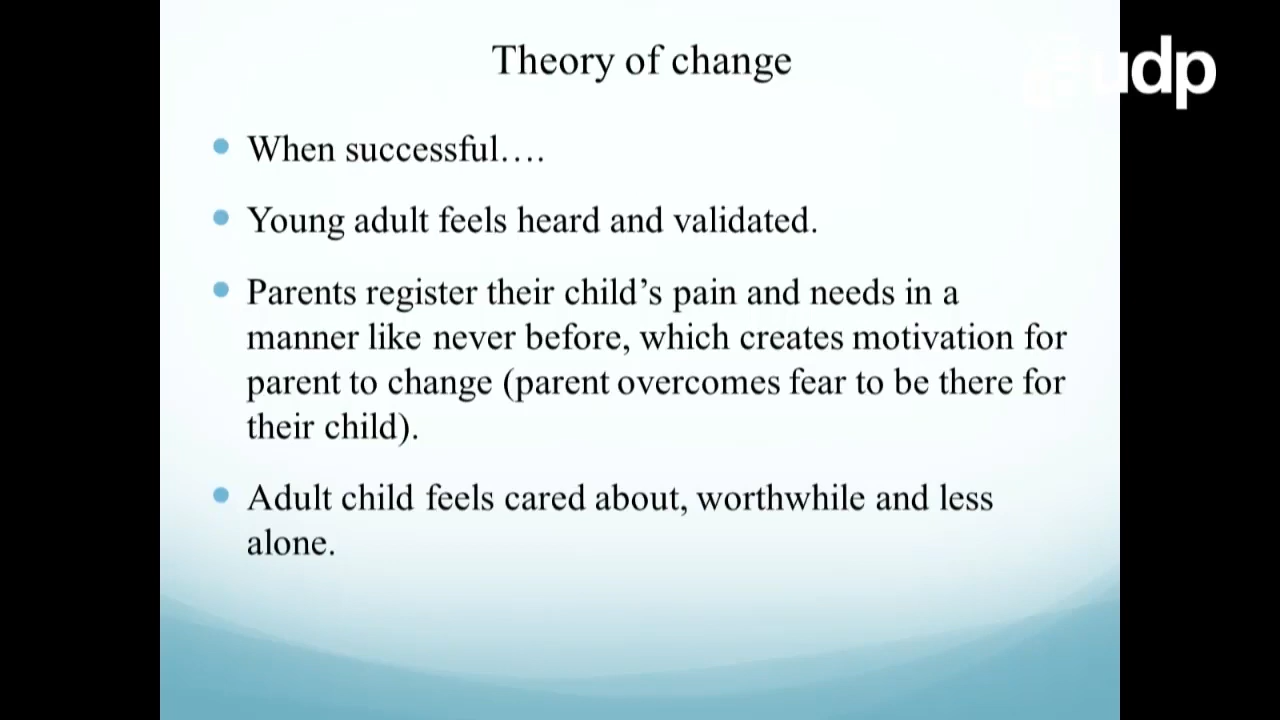 Theory of change
udp
When successful….
Young adult feels heard and validated.
Parents register their child’s pain and needs in a
manner like never before, which creates motivation for
parent to change (parent overcomes fear to be there for
their child).
Adult child feels cared about, worthwhile and less
alone.